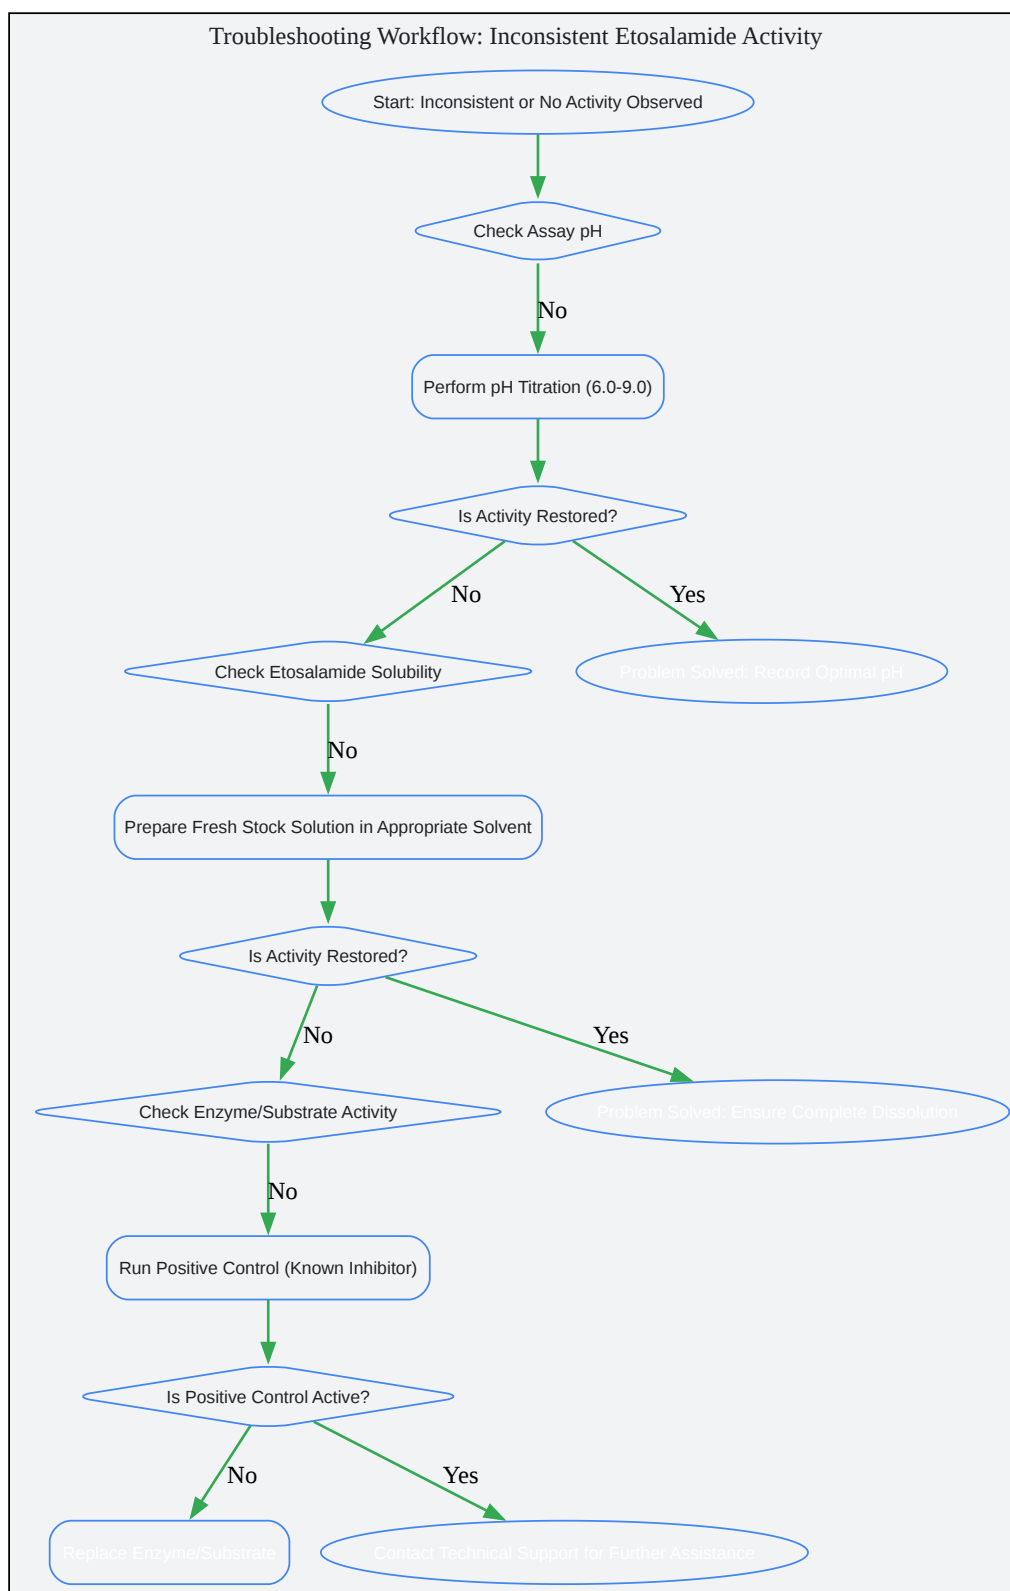 Troubleshooting Workflow: Inconsistent Etosalamide Activity
Start: Inconsistent or No Activity Observed
Check Assay pH
No
Perform pH Titration (6.0-9.0)
Is Activity Restored?
No
Yes
Check Etosalamide Solubility
Problem Solved: Record Optimal pH
No
Prepare Fresh Stock Solution in Appropriate Solvent
Is Activity Restored?
No
Yes
Check Enzyme/Substrate Activity
Problem Solved: Ensure Complete Dissolution
No
Run Positive Control (Known Inhibitor)
Is Positive Control Active?
No
Yes
Replace Enzyme/Substrate
Contact Technical Support for Further Assistance